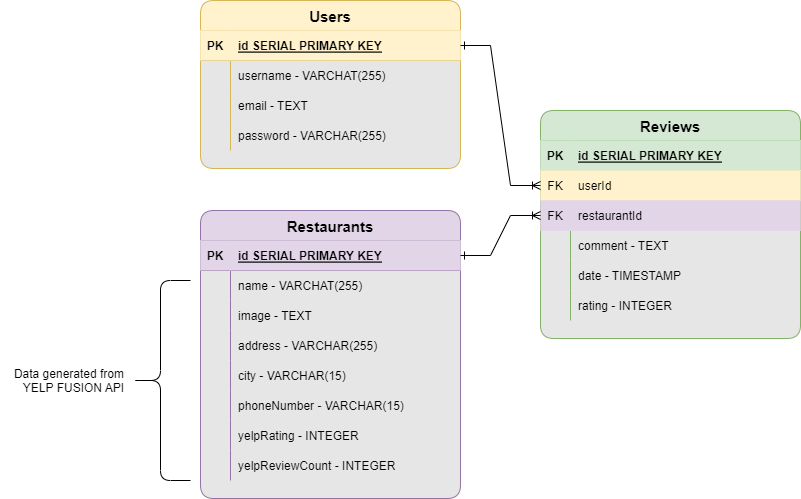 Users
PK id SERIAL PRIMARY KEY
username - VARCHAT(255)
email - TEXT
password - VARCHAR(255)
Reviews
PK id SERIAL PRIMARY KEY
FK userId
FK restaurantId
comment - TEXT
date - TIMESTAMP
rating - INTEGER
Restaurants
PK id SERIAL PRIMARY KEY
name - VARCHAT(255)
image - TEXT
address - VARCHAR(255)
city - VARCHAR(15)
phoneNumber - VARCHAR(15)
yelpRating - INTEGER
yelpReviewCount - INTEGER
Data generated from
YELP FUSION API